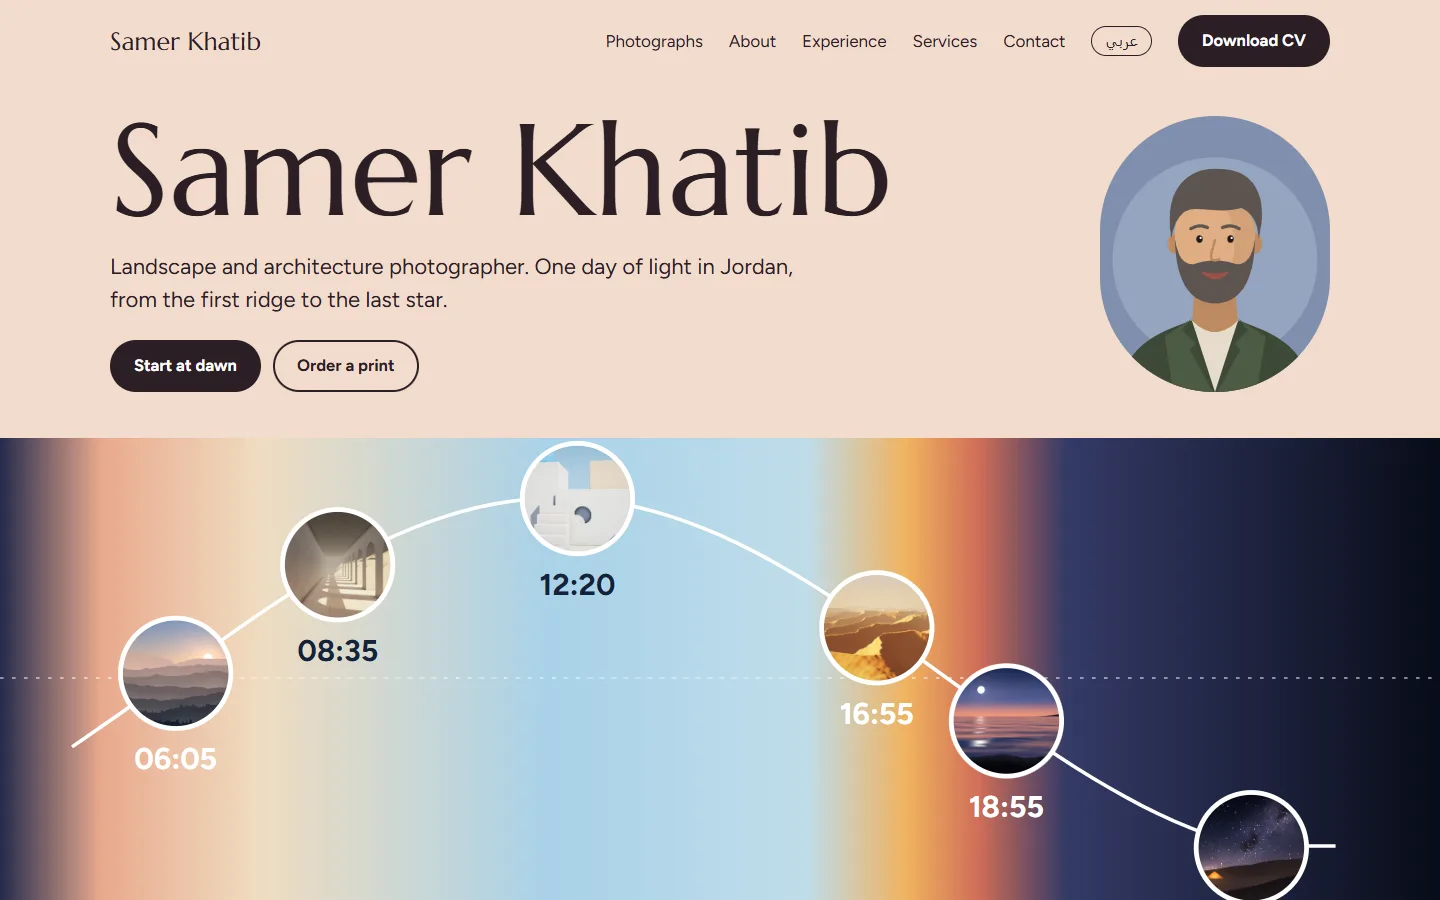 Samer Khatib
Photographs
About
Experience
Services
Contact
عربي
Download CV
Samer Khatib
Landscape and architecture photographer. One day of light in Jordan,
from the first ridge to the last star.
Start at dawn
Order a print
12:20
08:35
16:55
06:05
18:55